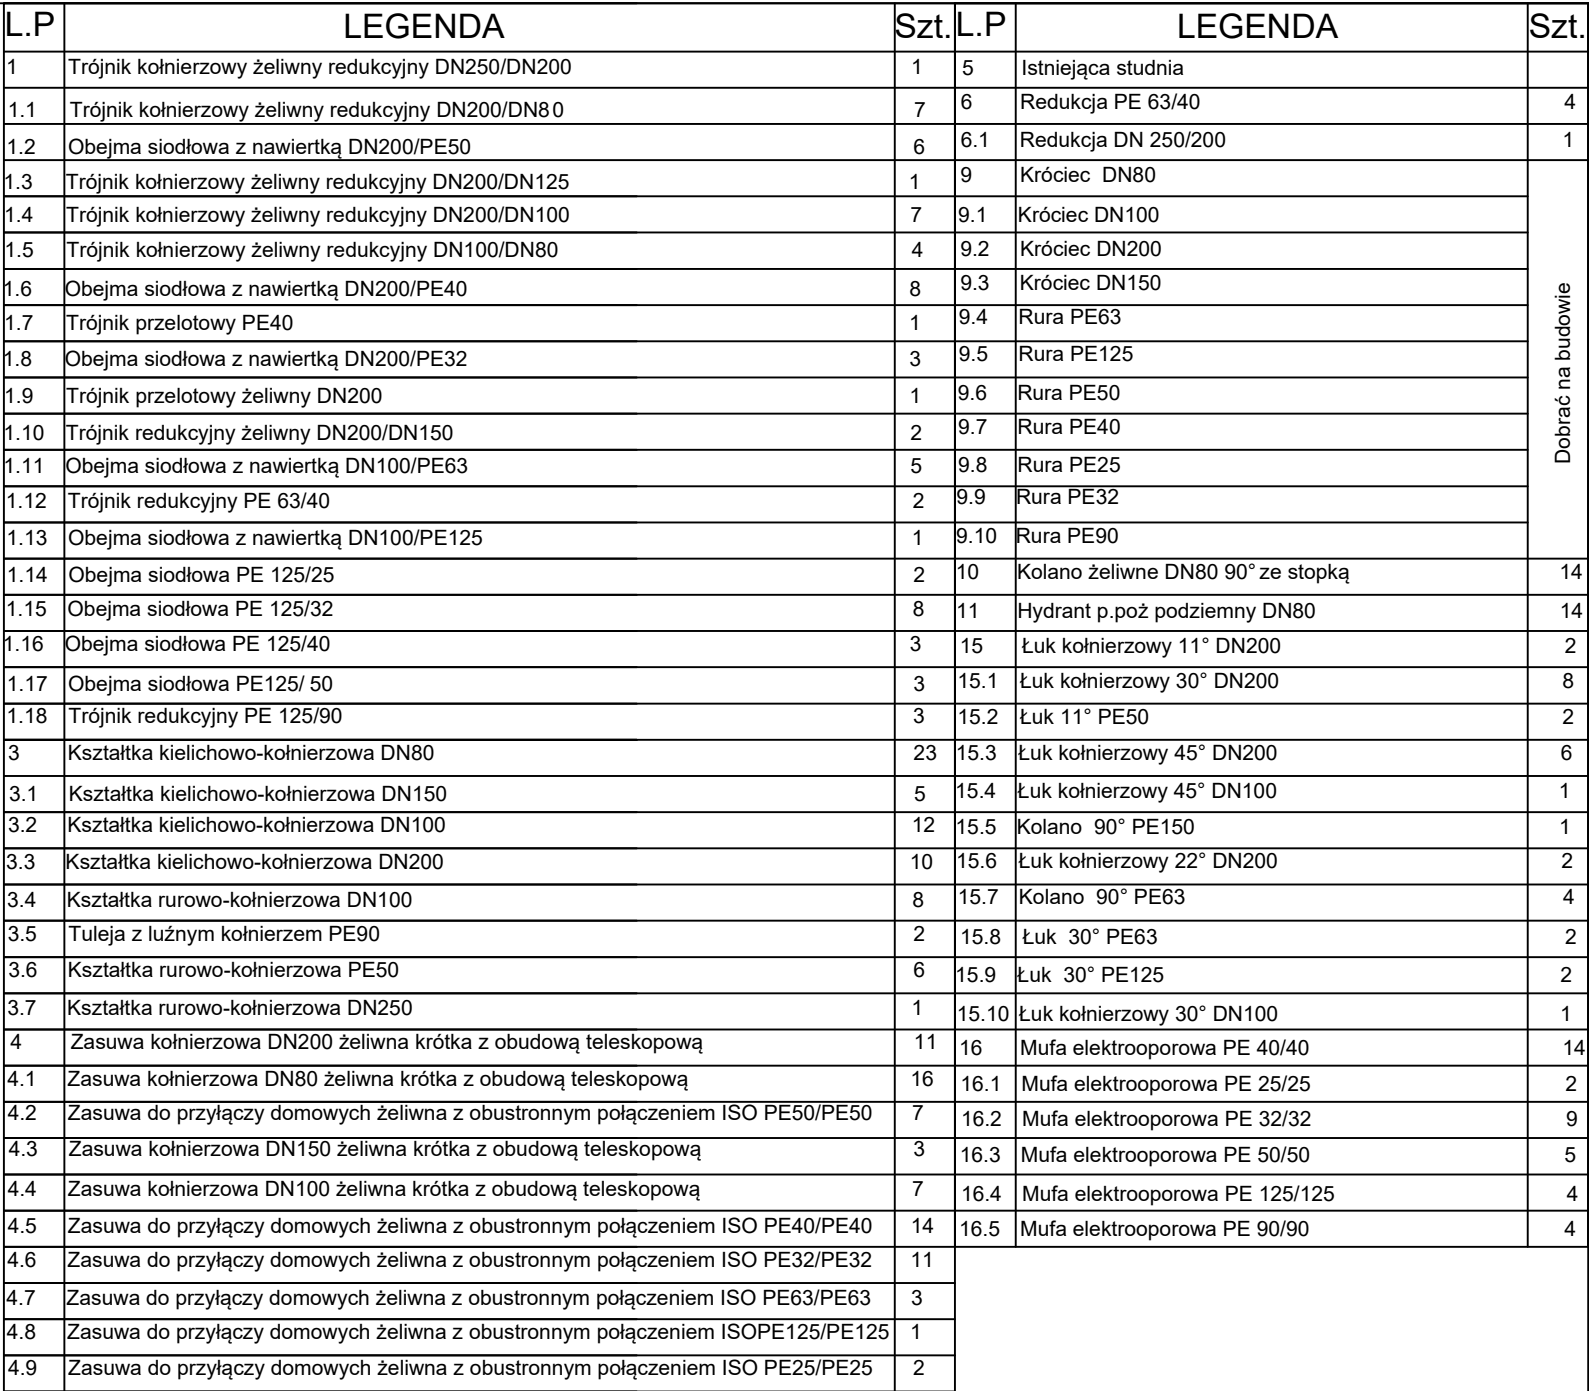 L.P LEGENDA Szt.
1 Trójnik kołnierzowy żeliwny redukcyjny DN250/DN200 1
1.1 Trójnik kołnierzowy żeliwny redukcyjny DN200/DN80 7
1.2 Obejma siodłowa z nawiertką DN200/PE50 6
1.3 Trójnik kołnierzowy żeliwny redukcyjny DN200/DN125 1
1.4 Trójnik kołnierzowy żeliwny redukcyjny DN200/DN100 7
1.5 Trójnik kołnierzowy żeliwny redukcyjny DN100/DN80 4
1.6 Obejma siodłowa z nawiertką DN200/PE40 8
1.7 Trójnik przelotowy PE40 1
1.8 Obejma siodłowa z nawiertką DN200/PE32 3
1.9 Trójnik przelotowy żeliwny DN200 1
1.10 Trójnik redukcyjny żeliwny DN200/DN150 2
1.11 Obejma siodłowa z nawiertką DN100/PE63 5
1.12 Trójnik redukcyjny PE 63/40 2
1.13 Obejma siodłowa z nawiertką DN100/PE125 1
1.14 Obejma siodłowa PE 125/25 2
1.15 Obejma siodłowa PE 125/32 8
1.16 Obejma siodłowa PE 125/40 3
1.17 Obejma siodłowa PE125/ 50 3
1.18 Trójnik redukcyjny PE 125/90 3
3 Kształtka kielichowo-kołnierzowa DN80 23
3.1 Kształtka kielichowo-kołnierzowa DN150 5
3.2 Kształtka kielichowo-kołnierzowa DN100 12
3.3 Kształtka kielichowo-kołnierzowa DN200 10
3.4 Kształtka rurowo-kołnierzowa DN100 8
3.5 Tuleja z luźnym kołnierzem PE90 2
3.6 Kształtka rurowo-kołnierzowa PE50 6
3.7 Kształtka rurowo-kołnierzowa DN250 1
4 Zasuwa kołnierzowa DN200 żeliwna krótka z obudową teleskopową 11
4.1 Zasuwa kołnierzowa DN80 żeliwna krótka z obudową teleskopową 16
4.2 Zasuwa do przyłączy domowych żeliwna z obustronnym połączeniem ISO PE50/PE50 7
4.3 Zasuwa kołnierzowa DN150 żeliwna krótka z obudową teleskopową 3
4.4 Zasuwa kołnierzowa DN100 żeliwna krótka z obudową teleskopową 7
4.5 Zasuwa do przyłączy domowych żeliwna z obustronnym połączeniem ISO PE40/PE40 14
4.6 Zasuwa do przyłączy domowych żeliwna z obustronnym połączeniem ISO PE32/PE32 11
4.7 Zasuwa do przyłączy domowych żeliwna z obustronnym połączeniem ISO PE63/PE63 3
4.8 Zasuwa do przyłączy domowych żeliwna z obustronnym połączeniem ISOPE125/PE125 1
4.9 Zasuwa do przyłączy domowych żeliwna z obustronnym połączeniem ISO PE25/PE25 2
L.P LEGENDA Szt.
5 Istniejąca studnia
6 Redukcja PE 63/40 4
6.1 Redukcja DN 250/200 1
9 Króciec DN80
9.1 Króciec DN100
9.2 Króciec DN200
9.3 Króciec DN150
9.4 Rura PE63
9.5 Rura PE125
9.6 Rura PE50
9.7 Rura PE40
9.8 Rura PE25
9.9 Rura PE32
9.10 Rura PE90
Dobrać na budowie
10 Kolano żeliwne DN80 90° ze stopką 14
11 Hydrant p.poż podziemny DN80 14
15 Łuk kołnierzowy 11° DN200 2
15.1 Łuk kołnierzowy 30° DN200 8
15.2 Łuk 11° PE50 2
15.3 Łuk kołnierzowy 45° DN200 6
15.4 Łuk kołnierzowy 45° DN100 1
15.5 Kolano 90° PE150 1
15.6 Łuk kołnierzowy 22° DN200 2
15.7 Kolano 90° PE63 4
15.8 Łuk 30° PE63 2
15.9 Łuk 30° PE125 2
15.10 Łuk kołnierzowy 30° DN100 1
16 Mufa elektrooporowa PE 40/40 14
16.1 Mufa elektrooporowa PE 25/25 2
16.2 Mufa elektrooporowa PE 32/32 9
16.3 Mufa elektrooporowa PE 50/50 5
16.4 Mufa elektrooporowa PE 125/125 4
16.5 Mufa elektrooporowa PE 90/90 4